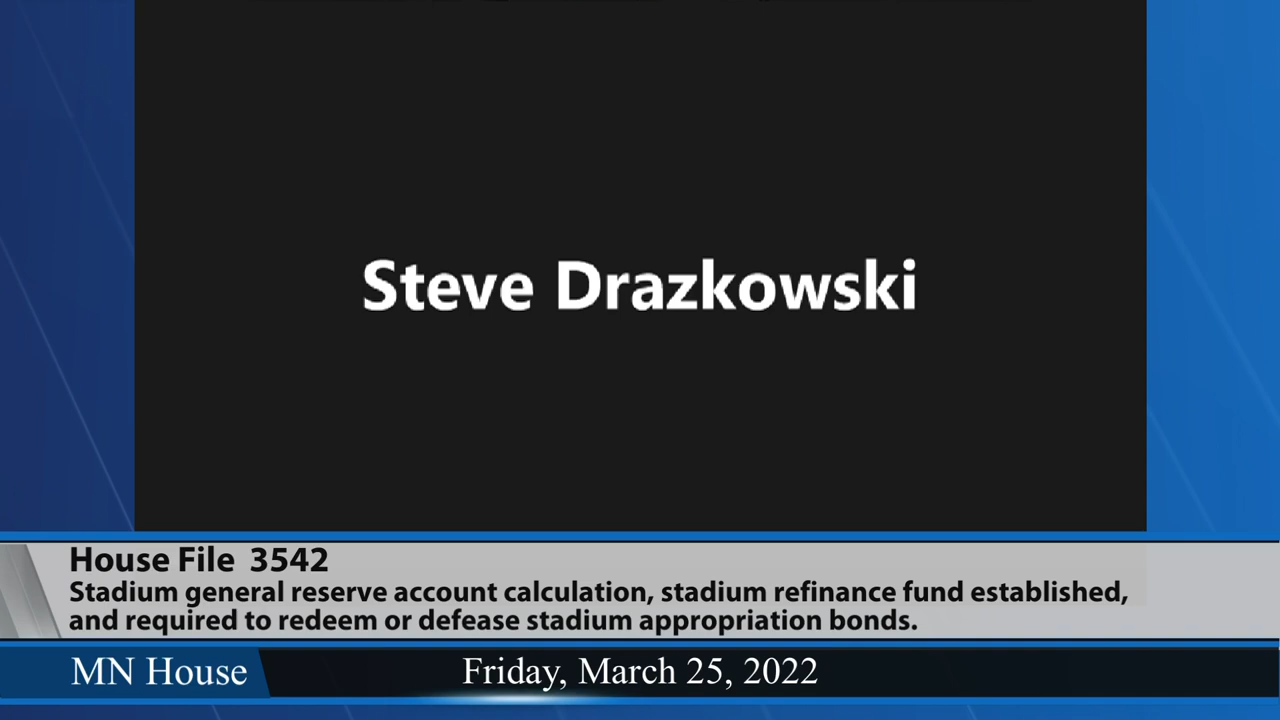 Steve Drazkowski
House File 3542
Stadium general reserve account calculation, stadium refinance fund established,
and required to redeem or defease stadium appropriation bonds.
MN House
Friday, March 25, 2022